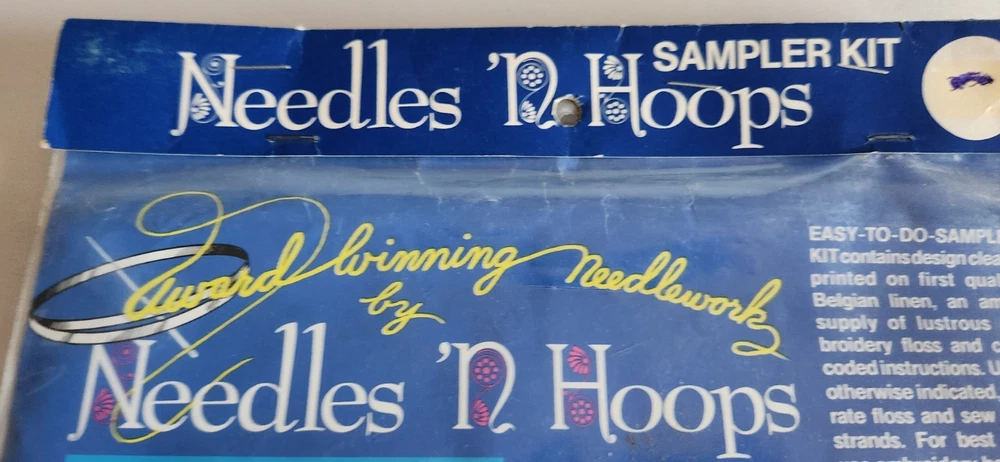 Needles 'N Hoops SAMPLER KIT
award winning needlework
by
Needles 'N Hoops
EASY-TO-DO-SAMPL
KIT contains design clea
printed on first qua
Belgian linen, an am
supply of lustrous
broidery floss and c
coded instructions. U
otherwise indicated,
rate floss and sew
strands. For best